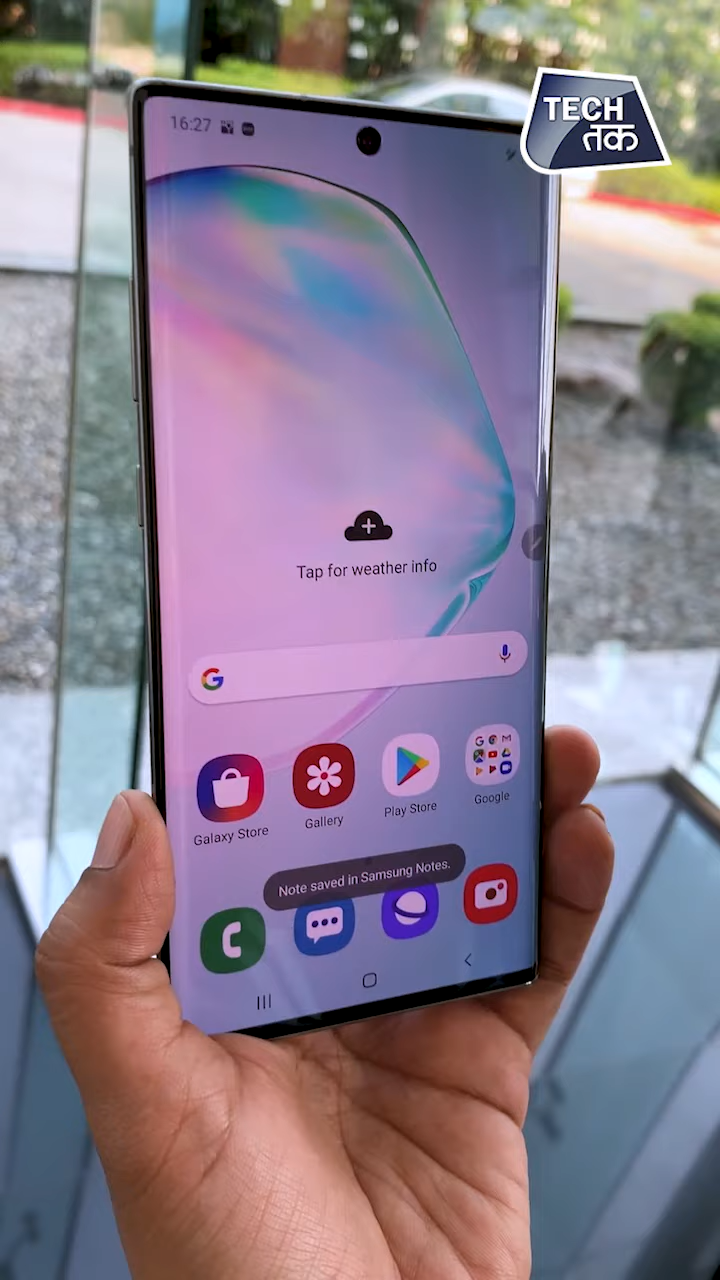 TECH
तक
16:27
Tap for weather info
Galaxy Store
Gallery
Play Store
Google
Note saved in Samsung Notes.